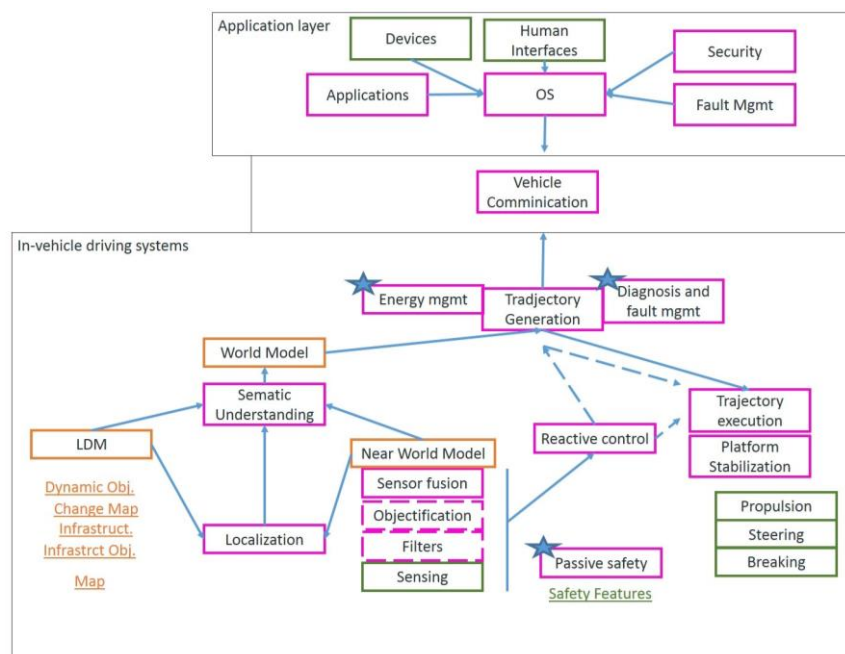 Application layer
Devices
Human
Interfaces
Security
Applications
OS
Fault Mgmt
Vehicle
Comminication
In-vehicle driving systems
Energy mgmt
Tradjectory
Generation
Diagnosis and
fault mgmt
World Model
Sematic
Understanding
Trajectory
execution
LDM
Near World Model
Reactive control
Platform
Stabilization
Dynamic Obj.
Change Map
Infrastruct.
Infrastrct Obj.
Map
Localization
Sensor fusion
Objectification
Filters
Sensing
Passive safety
Safety Features
Propulsion
Steering
Breaking